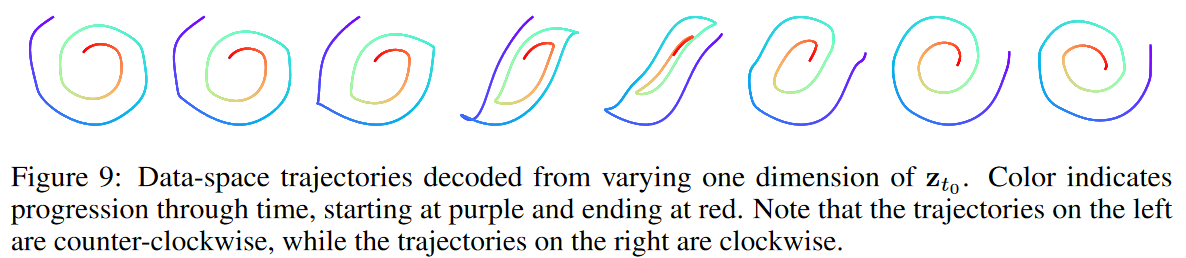 Figure 9: Data-space trajectories decoded from varying one dimension of z_{t_0}. Color indicates
progression through time, starting at purple and ending at red. Note that the trajectories on the left
are counter-clockwise, while the trajectories on the right are clockwise.